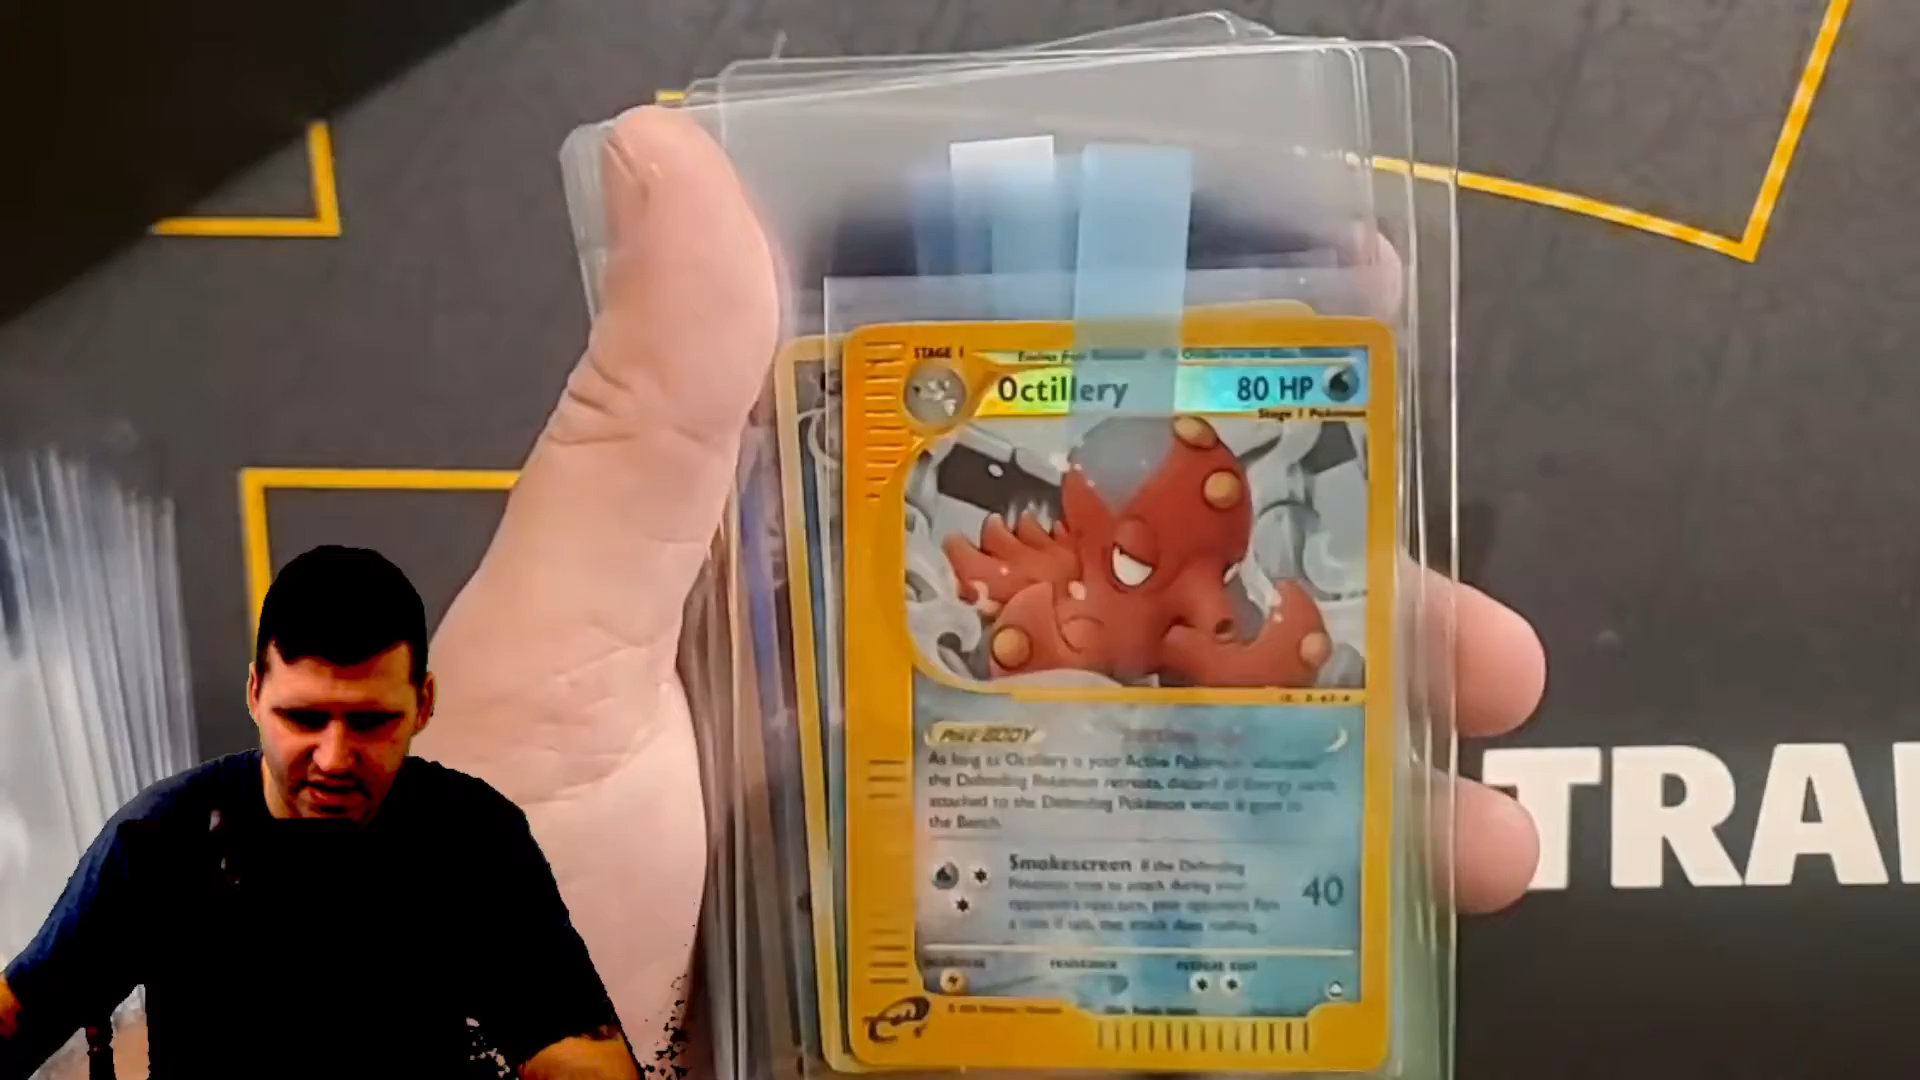 STAGE 1
Octillery 80 HP
Stage 1 Pokémon
POKé-BODY
As long as Octillery is your Active Pokémon, whenever
the Defending Pokémon retreats, discard all Energy cards
attached to the Defending Pokémon when it goes to
the Bench.
Smokescreen If the Defending
Pokémon tries to attack during your
opponent's next turn, your opponent flips
a coin. If tails, that attack does nothing.
40
weakness resistance retreat cost
TRA